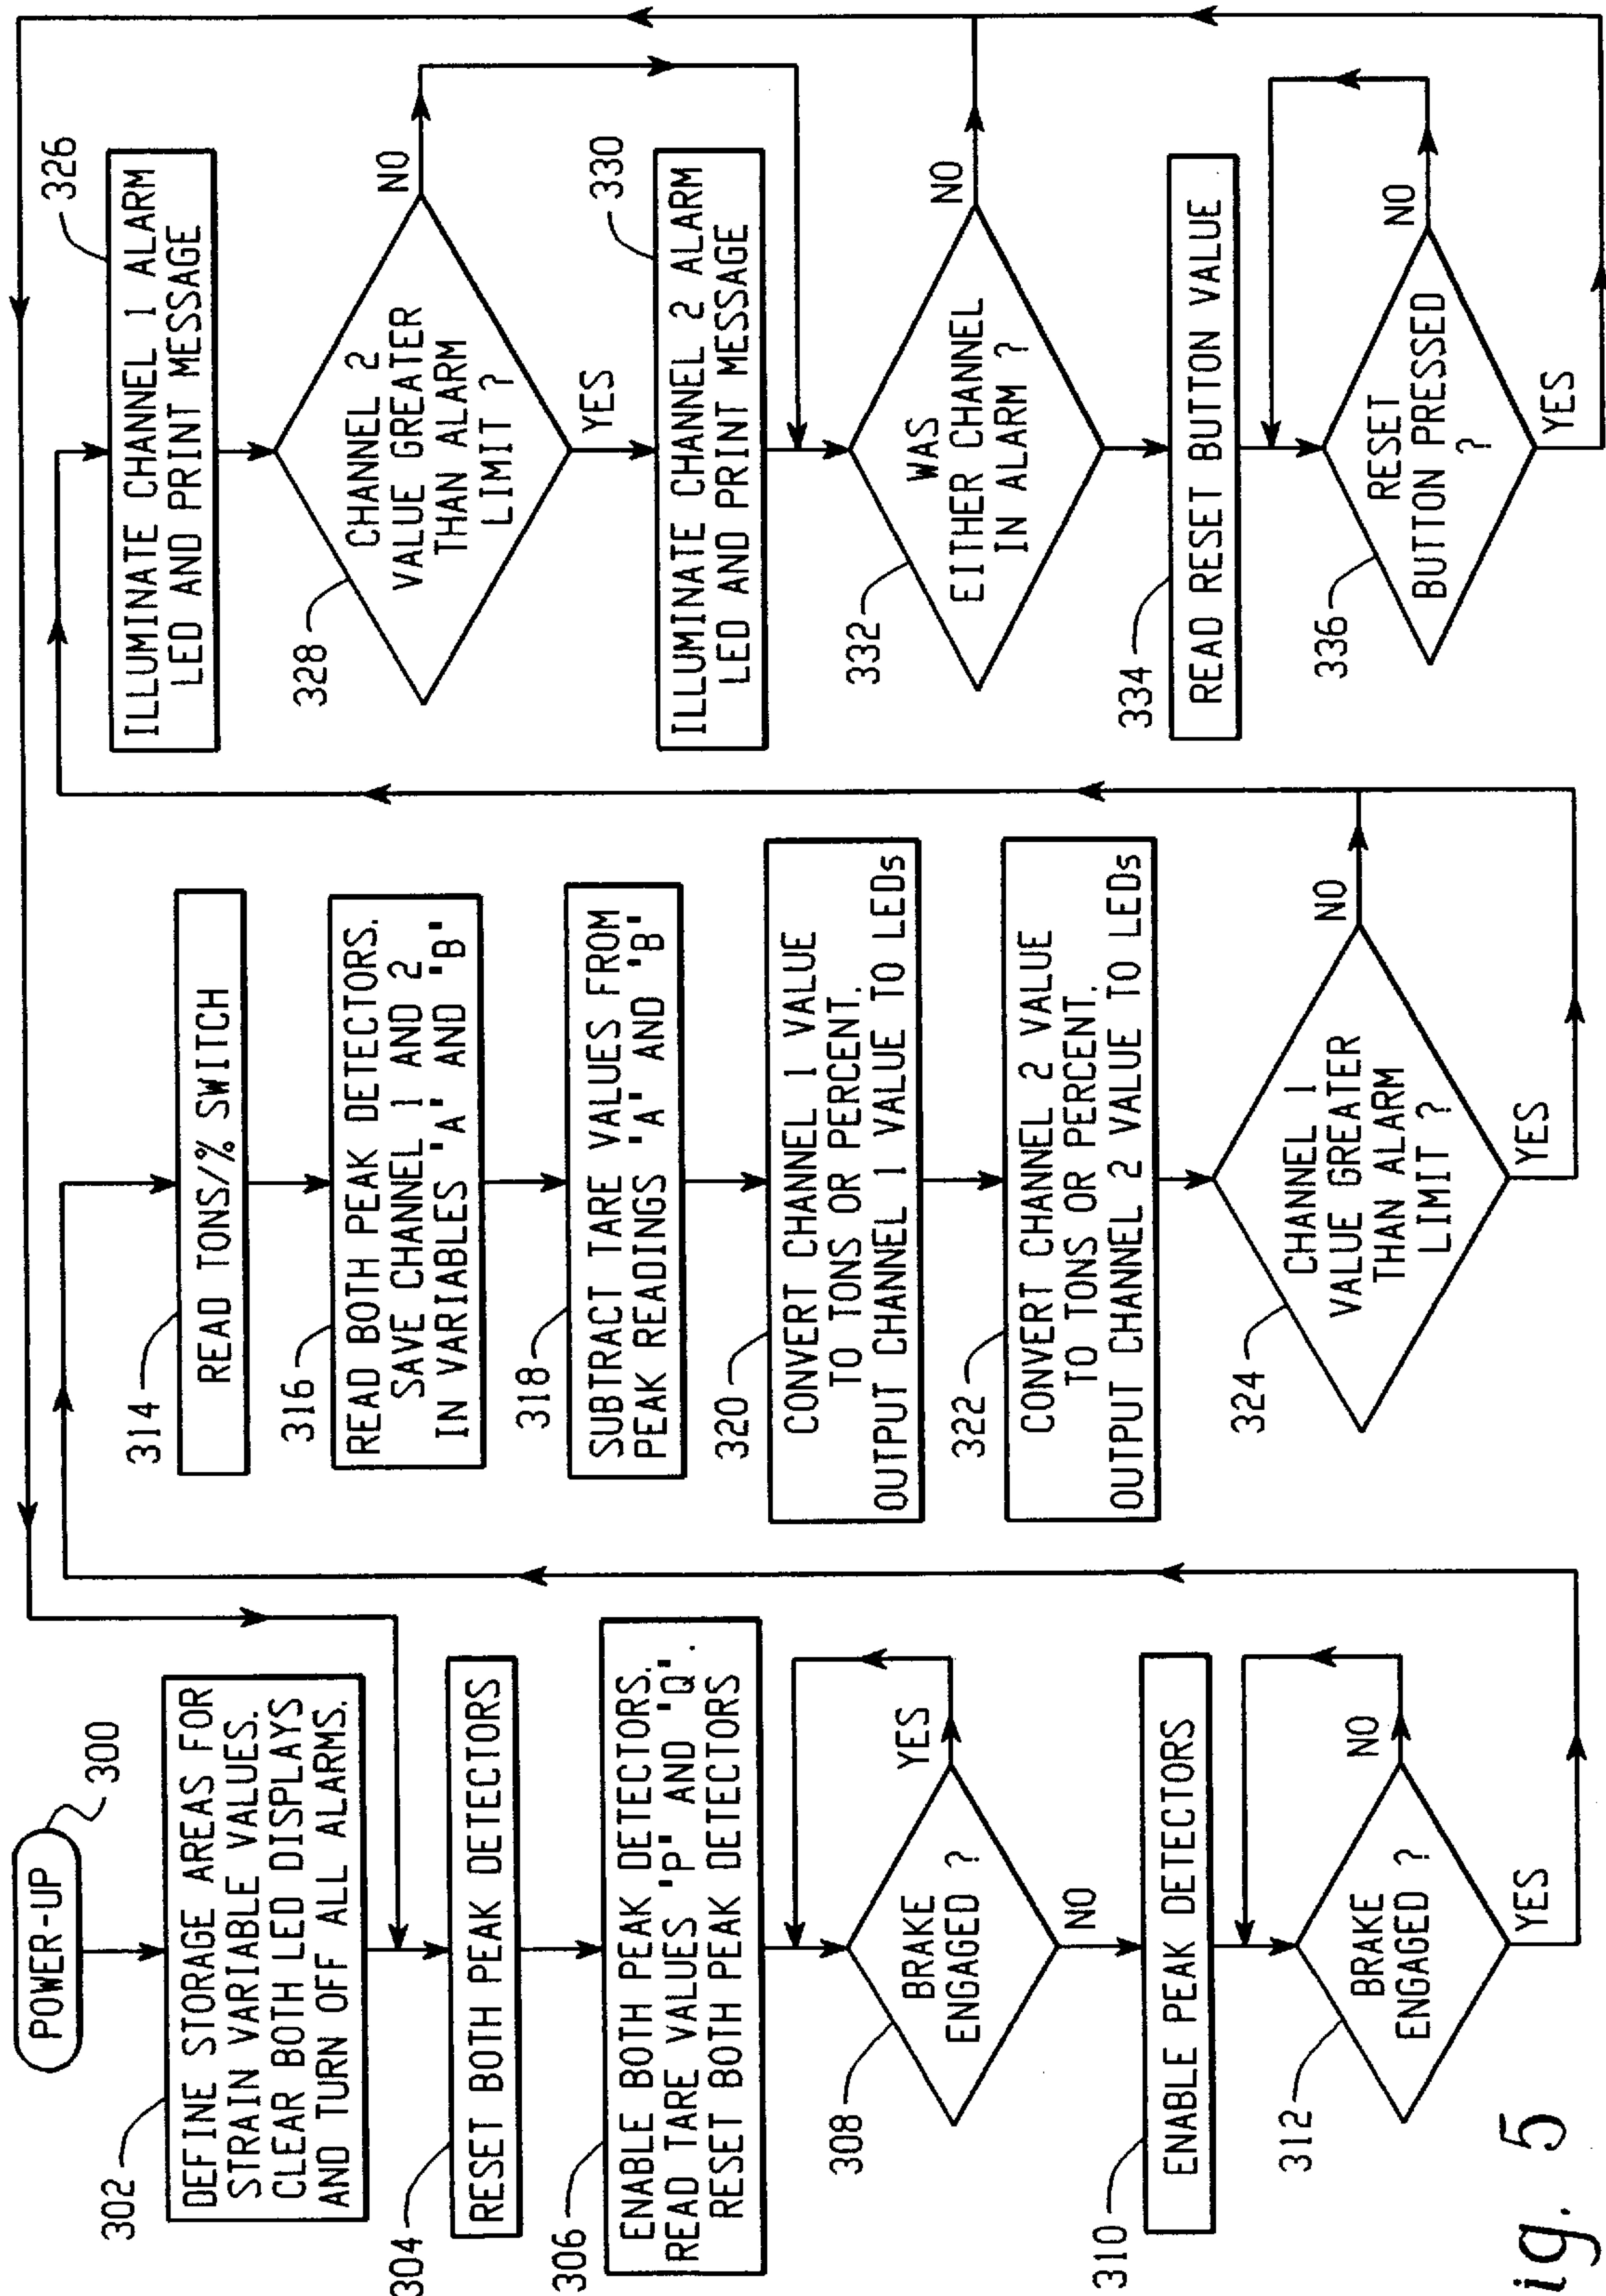 POWER-UP
300
302
DEFINE STORAGE AREAS FOR
STRAIN VARIABLE VALUES.
CLEAR BOTH LED DISPLAYS
AND TURN OFF ALL ALARMS.
304
RESET BOTH PEAK DETECTORS
306
ENABLE BOTH PEAK DETECTORS.
READ TARE VALUES "P" AND "Q".
RESET BOTH PEAK DETECTORS
308
BRAKE
ENGAGED ?
YES
NO
310
ENABLE PEAK DETECTORS
312
BRAKE
ENGAGED ?
NO
YES
314
READ TONS/% SWITCH
316
READ BOTH PEAK DETECTORS.
SAVE CHANNEL 1 AND 2
IN VARIABLES "A" AND "B"
318
SUBTRACT TARE VALUES FROM
PEAK READINGS "A" AND "B"
320
CONVERT CHANNEL 1 VALUE
TO TONS OR PERCENT.
OUTPUT CHANNEL 1 VALUE TO LEDs
322
CONVERT CHANNEL 2 VALUE
TO TONS OR PERCENT.
OUTPUT CHANNEL 2 VALUE TO LEDs
324
CHANNEL 1
VALUE GREATER
THAN ALARM
LIMIT ?
NO
YES
326
ILLUMINATE CHANNEL 1 ALARM
LED AND PRINT MESSAGE
328
CHANNEL 2
VALUE GREATER
THAN ALARM
LIMIT ?
NO
YES
330
ILLUMINATE CHANNEL 2 ALARM
LED AND PRINT MESSAGE
332
WAS
EITHER CHANNEL
IN ALARM ?
NO
334
READ RESET BUTTON VALUE
336
RESET
BUTTON PRESSED
?
NO
YES
ig. 5